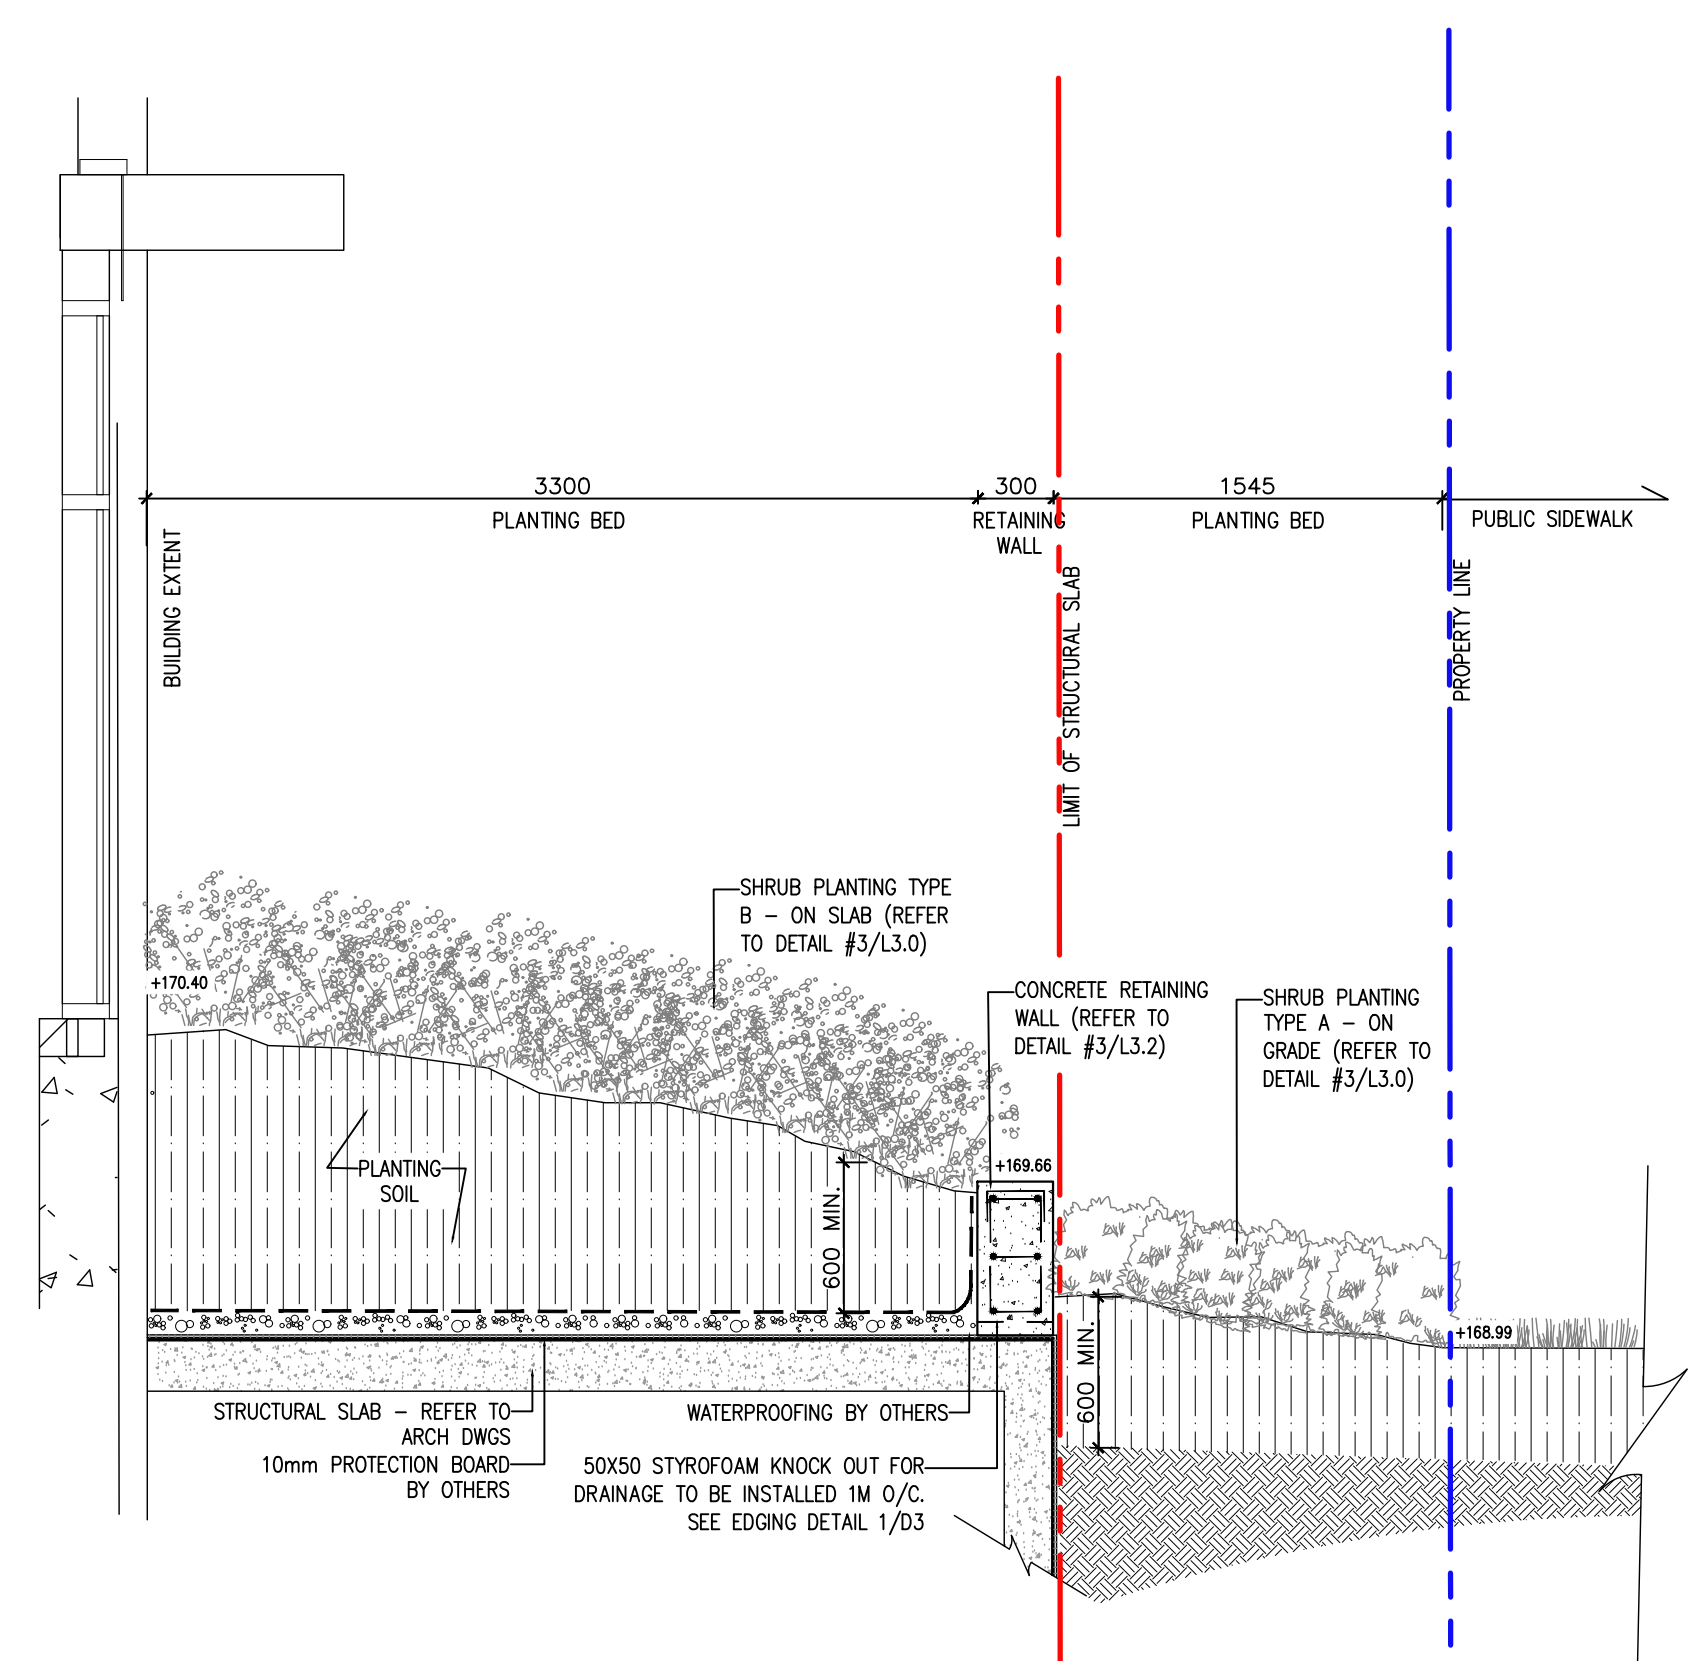 3300
300
1545
PLANTING BED
RETAINING
WALL
PLANTING BED
PUBLIC SIDEWALK
BUILDING EXTENT
LIMIT OF STRUCTURAL SLAB
PROPERTY LINE
SHRUB PLANTING TYPE
B – ON SLAB (REFER
TO DETAIL #3/L3.0)
+170.40
CONCRETE RETAINING
WALL (REFER TO
DETAIL #3/L3.2)
SHRUB PLANTING
TYPE A – ON
GRADE (REFER TO
DETAIL #3/L3.0)
PLANTING
SOIL
+169.66
600 MIN.
600 MIN.
+168.99
STRUCTURAL SLAB – REFER TO
ARCH DWGS
10mm PROTECTION BOARD
BY OTHERS
WATERPROOFING BY OTHERS
50X50 STYROFOAM KNOCK OUT FOR
DRAINAGE TO BE INSTALLED 1M O/C.
SEE EDGING DETAIL 1/D3